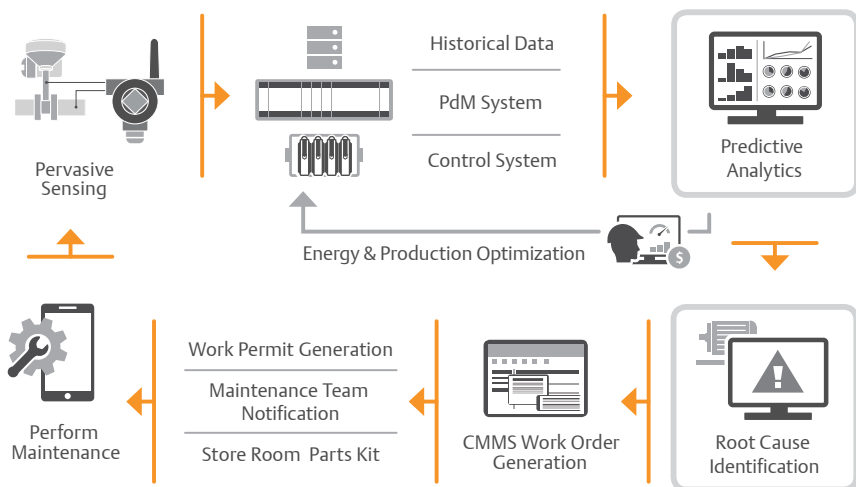 Historical Data
PdM System
Control System
Pervasive
Sensing
Predictive
Analytics
Energy & Production Optimization
$
Work Permit Generation
Maintenance Team
Notification
Store Room Parts Kit
Perform
Maintenance
CMMS Work Order
Generation
Root Cause
Identification